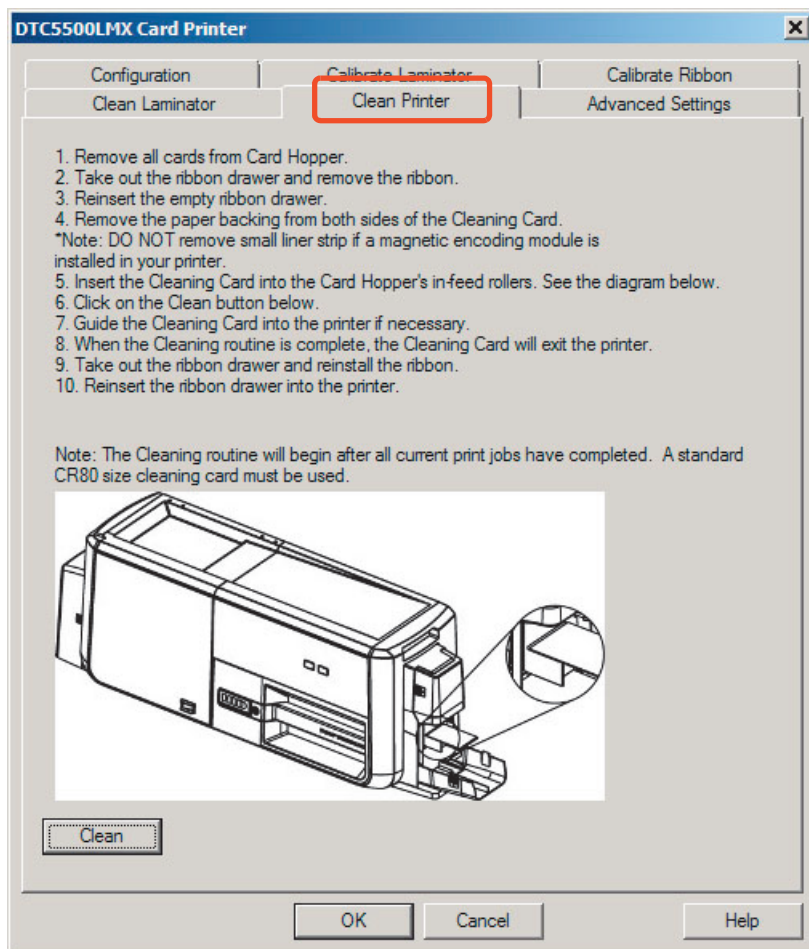 DTC5500LMX Card Printer
Configuration
Calibrate Laminator
Calibrate Ribbon
Clean Laminator
Clean Printer
Advanced Settings
1. Remove all cards from Card Hopper.
2. Take out the ribbon drawer and remove the ribbon.
3. Reinsert the empty ribbon drawer.
4. Remove the paper backing from both sides of the Cleaning Card.
*Note: DO NOT remove small liner strip if a magnetic encoding module is
installed in your printer.
5. Insert the Cleaning Card into the Card Hopper's in-feed rollers. See the diagram below.
6. Click on the Clean button below.
7. Guide the Cleaning Card into the printer if necessary.
8. When the Cleaning routine is complete, the Cleaning Card will exit the printer.
9. Take out the ribbon drawer and reinstall the ribbon.
10. Reinsert the ribbon drawer into the printer.
Note: The Cleaning routine will begin after all current print jobs have completed. A standard
CR80 size cleaning card must be used.
Clean
OK
Cancel
Help